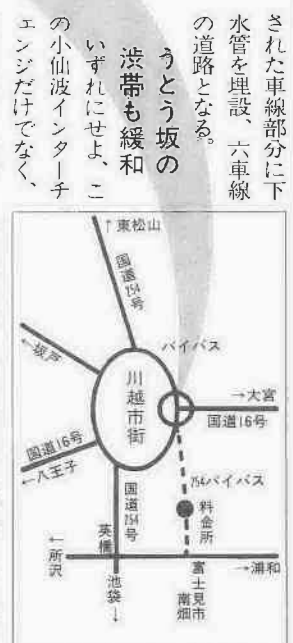 された車線部分に下
水管を埋設、六車線
の道路となる。
うとう坂の
渋帯も緩和
いずれにせよ、こ
の小仙波インターチ
ェンジだけでなく、
↑東松山
国道254号
バイパス
←坂戸
川越市街
→大宮
国道16号
国道16号
←八王子
国道254号
254バイパス
料金所
英橋
←所沢
池袋↓
富士見市
南畑
→浦和